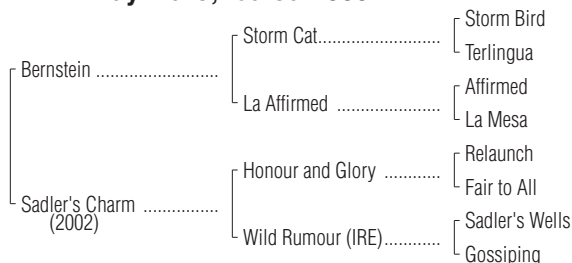 Storm Bird
Storm Cat
Terlingua
Bernstein
Affirmed
La Affirmed
La Mesa
Relaunch
Honour and Glory
Fair to All
Sadler's Charm
(2002)
Sadler's Wells
Wild Rumour (IRE)
Gossiping